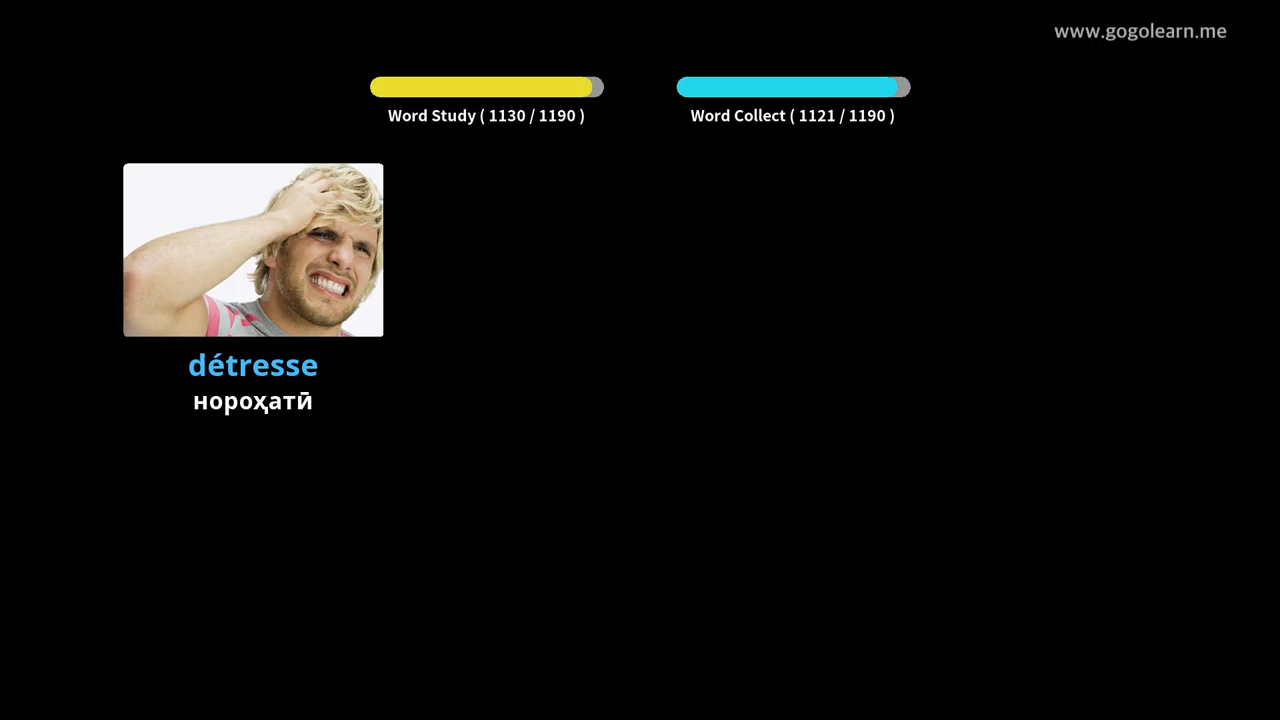 www.gogolearn.me
Word Study ( 1130 / 1190 )
Word Collect ( 1121 / 1190 )
détresse
нороҳатӣ